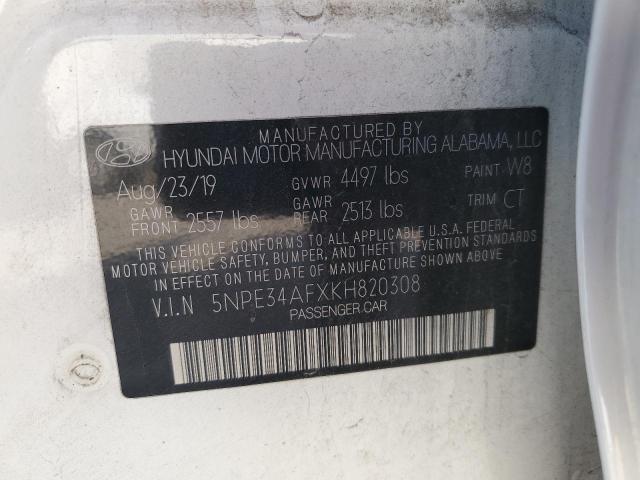 MANUFACTURED BY
HYUNDAI MOTOR MANUFACTURING ALABAMA, LLC
Aug/23/19 GVWR 4497 lbs PAINT W8
GAWR FRONT 2557 lbs GAWR REAR 2513 lbs TRIM CT
THIS VEHICLE CONFORMS TO ALL APPLICABLE U.S.A. FEDERAL
MOTOR VEHICLE SAFETY, BUMPER, AND THEFT PREVENTION STANDARDS
IN EFFECT ON THE DATE OF MANUFACTURE SHOWN ABOVE.
V.I.N 5NPE34AFXKH820308
PASSENGER CAR